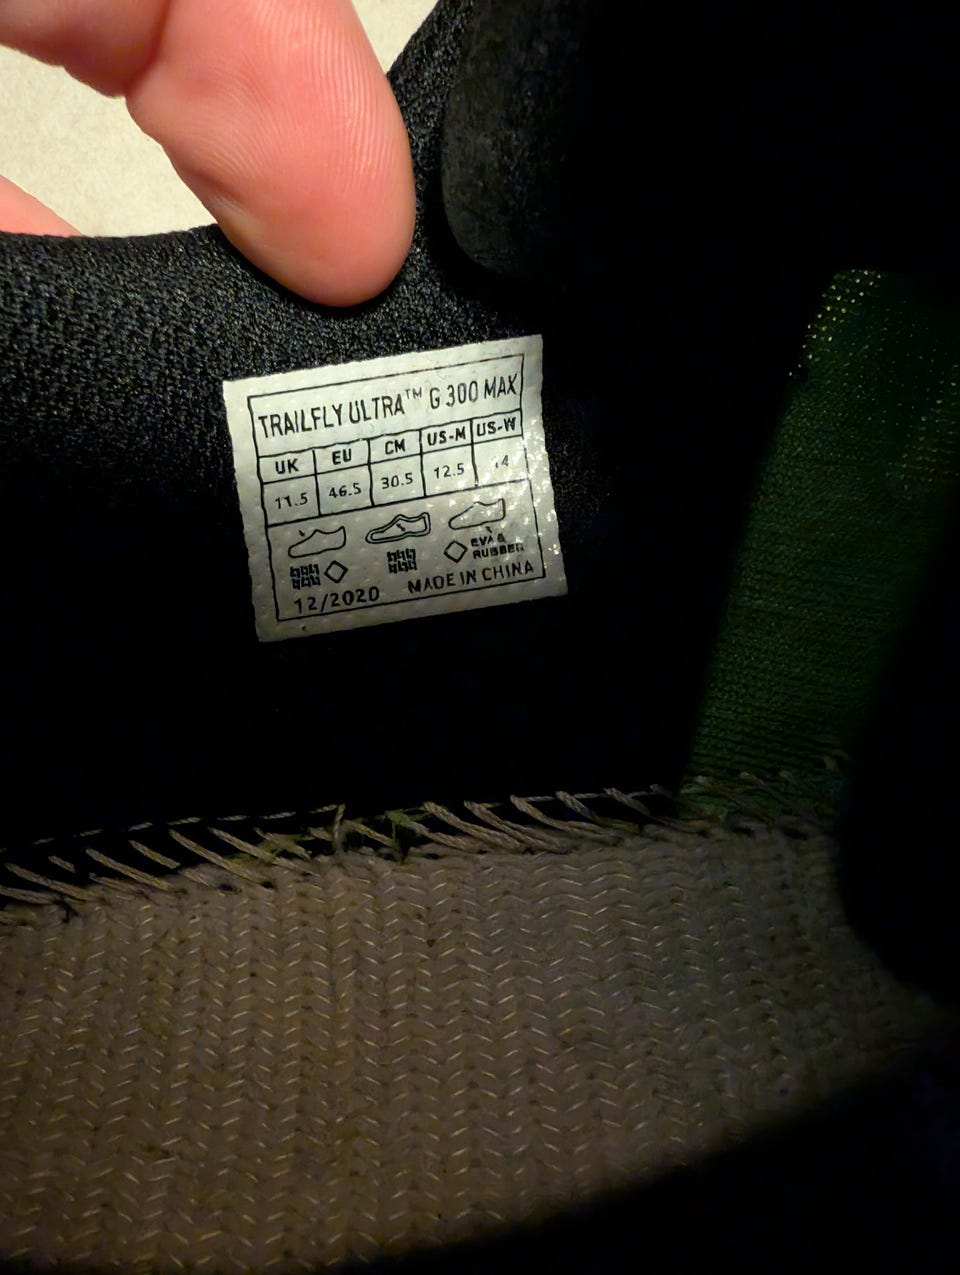 TRAILFLY ULTRA™ G 300 MAX
UK EU CM US-M US-W
11.5 46.5 30.5 12.5 14
EVA &
RUBBER
12/2020 MADE IN CHINA